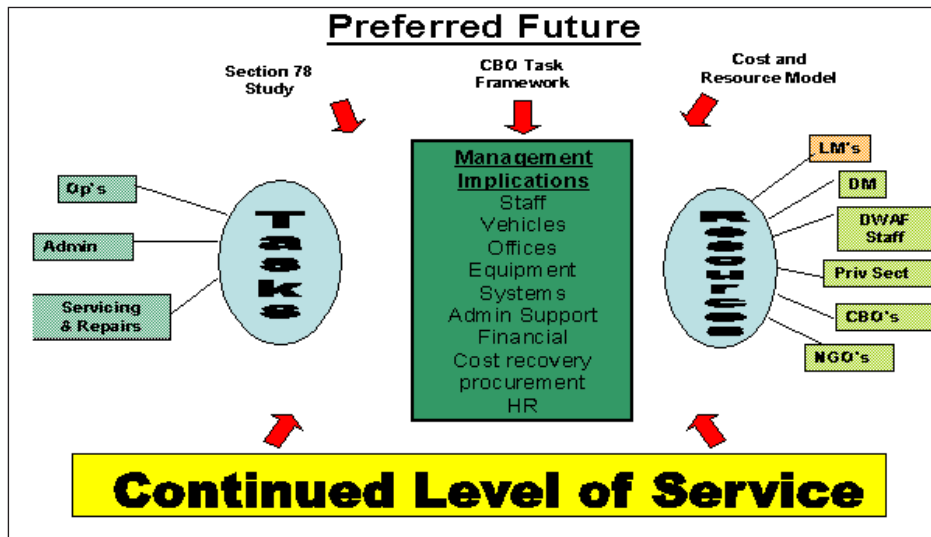 Preferred Future
Section 78
Study
CBO Task
Framework
Cost and
Resource Model
Op's
Admin
Servicing
& Repairs
Tasks
Management
Implications
Staff
Vehicles
Offices
Equipment
Systems
Admin Support
Financial
Cost recovery
procurement
HR
Resources
LM's
DM
DWAF
Staff
Priv Sect
CBO's
NGO's
Continued Level of Service